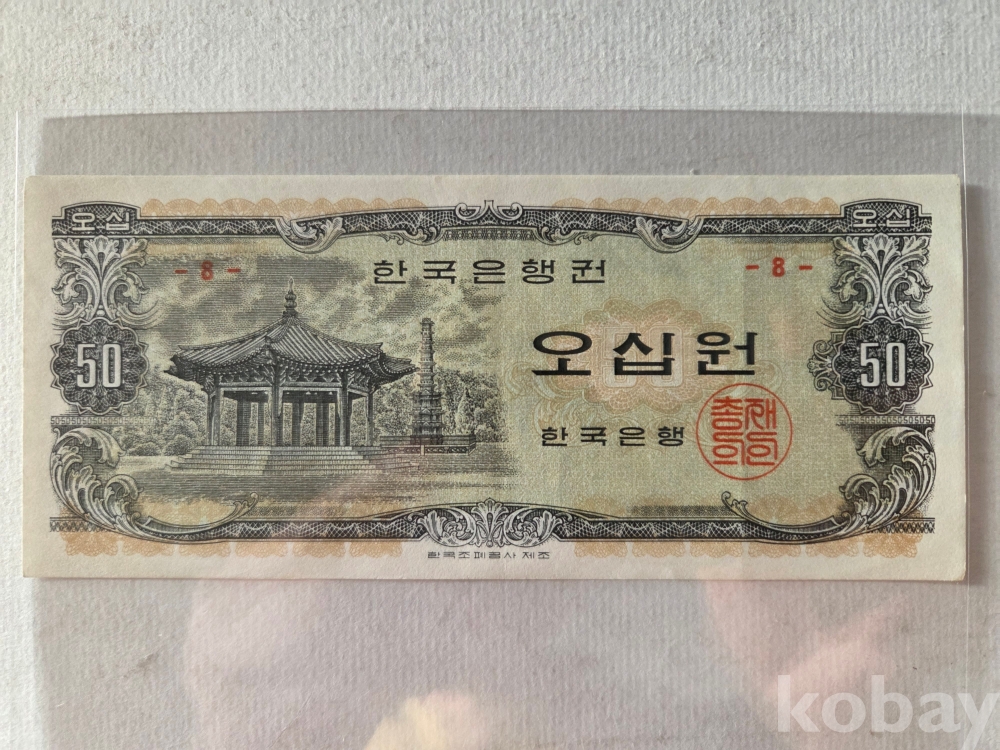 오십 오십
- 8 - 한국은행권 - 8 -
오십원
50 50
한국은행
총재의인
한국조폐공사 제조
kobay